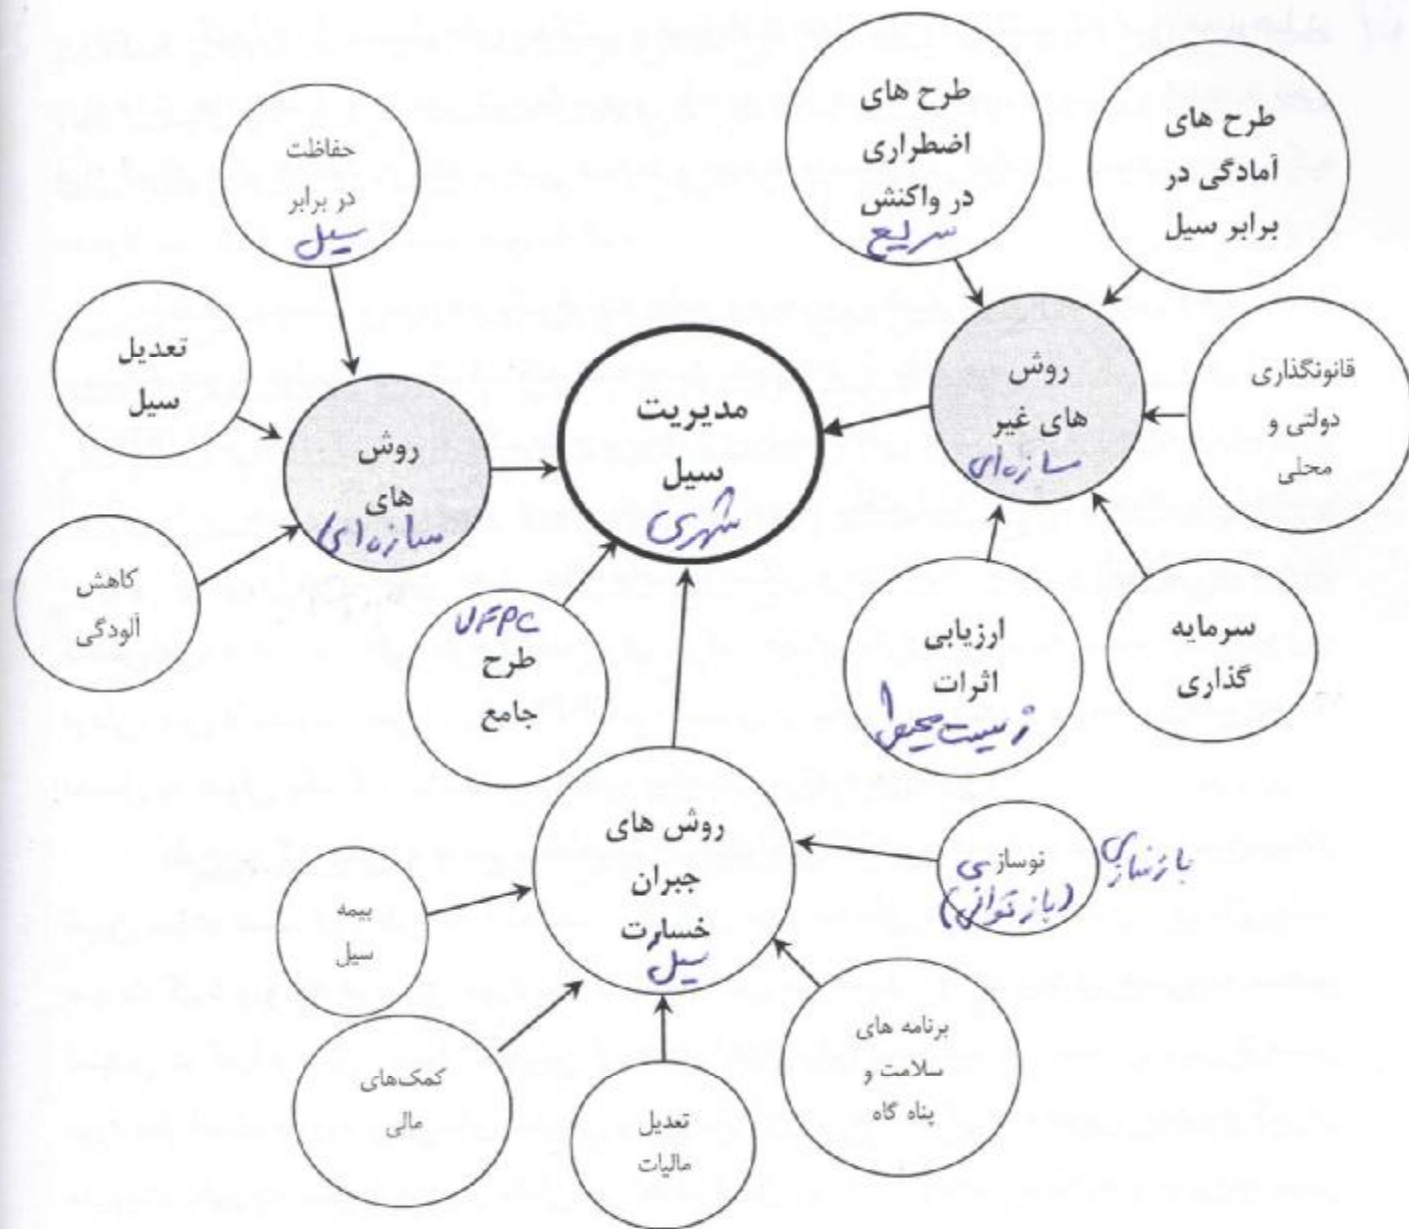 طرح های
اضطراری
در واکنش
سریع
طرح های
آمادگی در
برابر سیل
حفاظت
در برابر
سیل
تعدیل
سیل
روش
های
سازه‌ای
کاهش
آلودگی
مدیریت
سیل
شهری
روش
های غیر
سازه‌ای
قانونگذاری
دولتی و
محلی
سرمایه
گذاری
ارزیابی
اثرات
زیست محیطی
UFPC
طرح
جامع
روش های
جبران
خسارت
سیل
نوسازی
(بازتوانی)
بازسازی
بیمه
سیل
کمک‌های
مالی
تعدیل
مالیات
برنامه های
سلامت و
پناه گاه